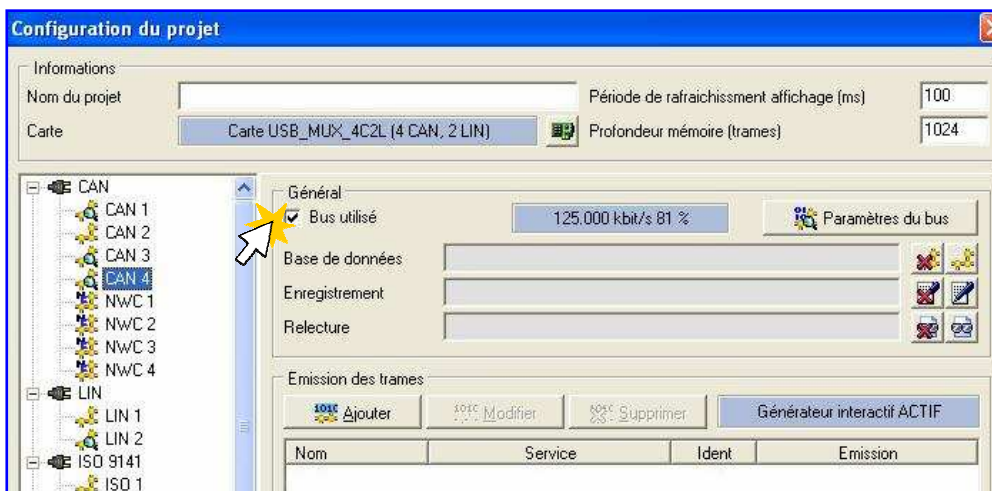 Configuration du projet
Informations
Nom du projet
Période de rafraichissment affichage (ms) 100
Carte Carte USB_MUX_4C2L (4 CAN, 2 LIN) Profondeur mémoire (trames) 1024
CAN
CAN 1
CAN 2
CAN 3
CAN 4
NWC 1
NWC 2
NWC 3
NWC 4
LIN
LIN 1
LIN 2
ISO 9141
ISO 1
Général
Bus utilisé 125.000 kbit/s 81 % Paramètres du bus
Base de données
Enregistrement
Relecture
Emission des trames
Ajouter Modifier Supprimer Générateur interactif ACTIF
Nom Service Ident Emission